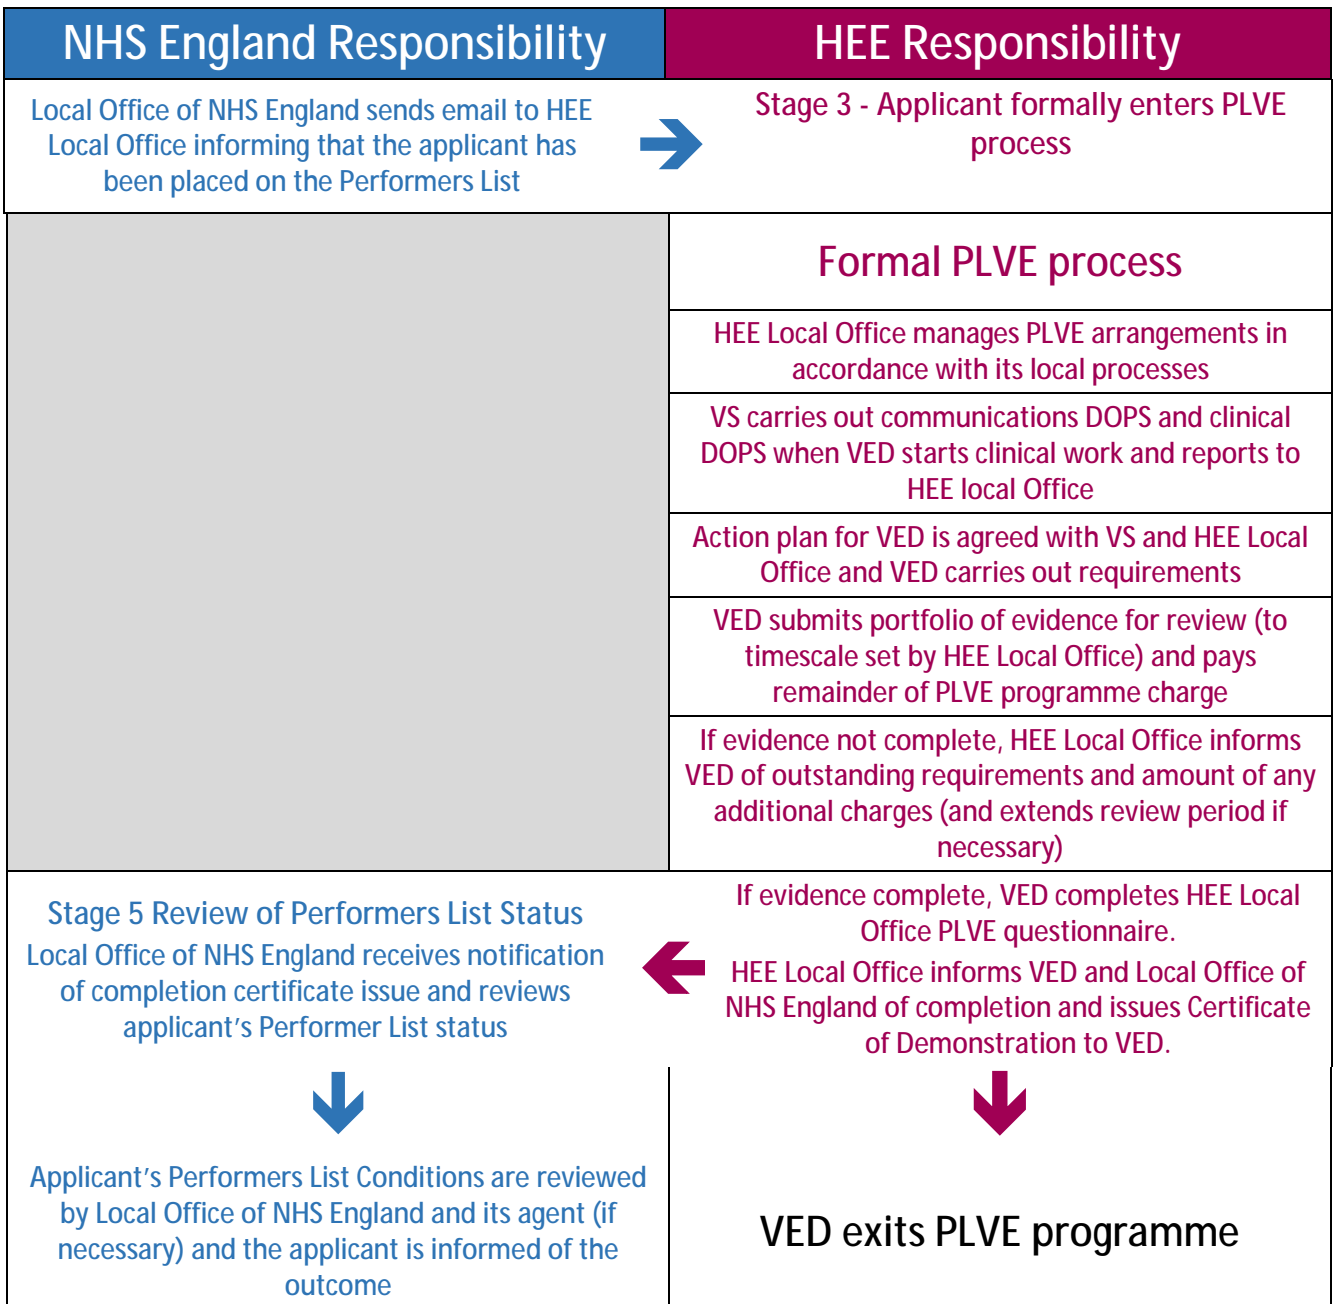 NHS England Responsibility
HEE Responsibility
Local Office of NHS England sends email to HEE
Local Office informing that the applicant has
been placed on the Performers List
Stage 3 - Applicant formally enters PLVE
process
Formal PLVE process
HEE Local Office manages PLVE arrangements in
accordance with its local processes
VS carries out communications DOPS and clinical
DOPS when VED starts clinical work and reports to
HEE local Office
Action plan for VED is agreed with VS and HEE Local
Office and VED carries out requirements
VED submits portfolio of evidence for review (to
timescale set by HEE Local Office) and pays
remainder of PLVE programme charge
If evidence not complete, HEE Local Office informs
VED of outstanding requirements and amount of any
additional charges (and extends review period if
necessary)
If evidence complete, VED completes HEE Local
Office PLVE questionnaire.
HEE Local Office informs VED and Local Office of
NHS England of completion and issues Certificate
of Demonstration to VED.
Stage 5 Review of Performers List Status
Local Office of NHS England receives notification
of completion certificate issue and reviews
applicant's Performer List status
Applicant's Performers List Conditions are reviewed
by Local Office of NHS England and its agent (if
necessary) and the applicant is informed of the
outcome
VED exits PLVE programme